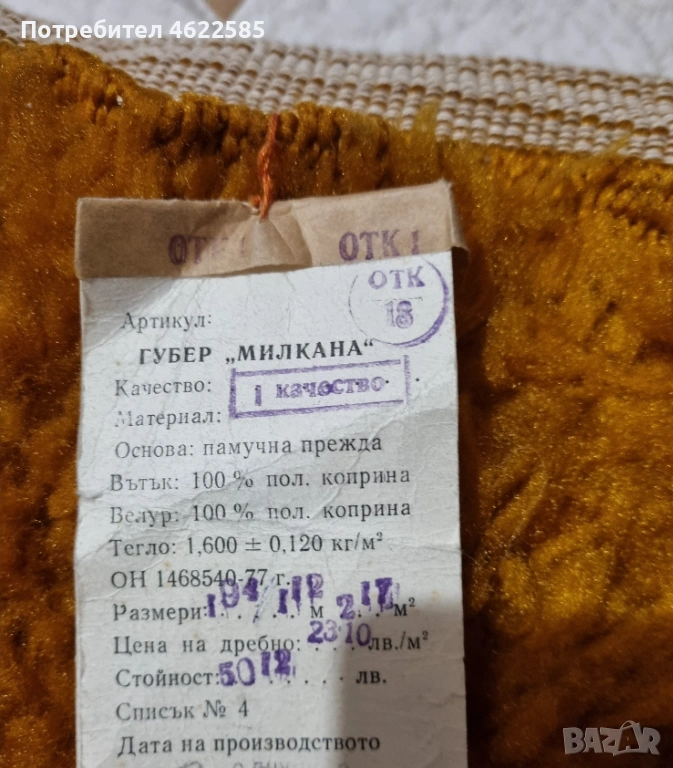 Потребител 4622585
ОТК 1 ОТК 1
ОТК
18
Артикул:
ГУБЕР „МИЛКАНА“
Качество: 1 качество
Материал:
Основа: памучна прежда
Вътък: 100 % пол. коприна
Велур: 100 % пол. коприна
Тегло: 1,600 ± 0,120 кг/м²
ОН 1468540-77 г.
Размери: 194/112 м 2.17 м²
Цена на дребно: 23.10 лв./м²
Стойност: 50.12 лв.
Списък № 4
Дата на производството
BAZAR